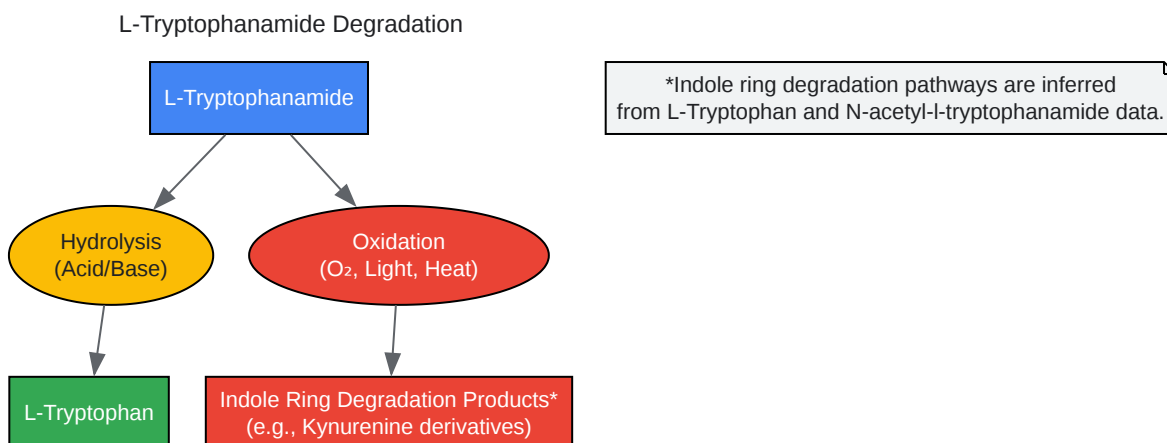 L-Tryptophanamide Degradation
L-Tryptophanamide
*Indole ring degradation pathways are inferred
from L-Tryptophan and N-acetyl-l-tryptophanamide data.
Hydrolysis
(Acid/Base)
Oxidation
(O₂, Light, Heat)
L-Tryptophan
Indole Ring Degradation Products*
(e.g., Kynurenine derivatives)